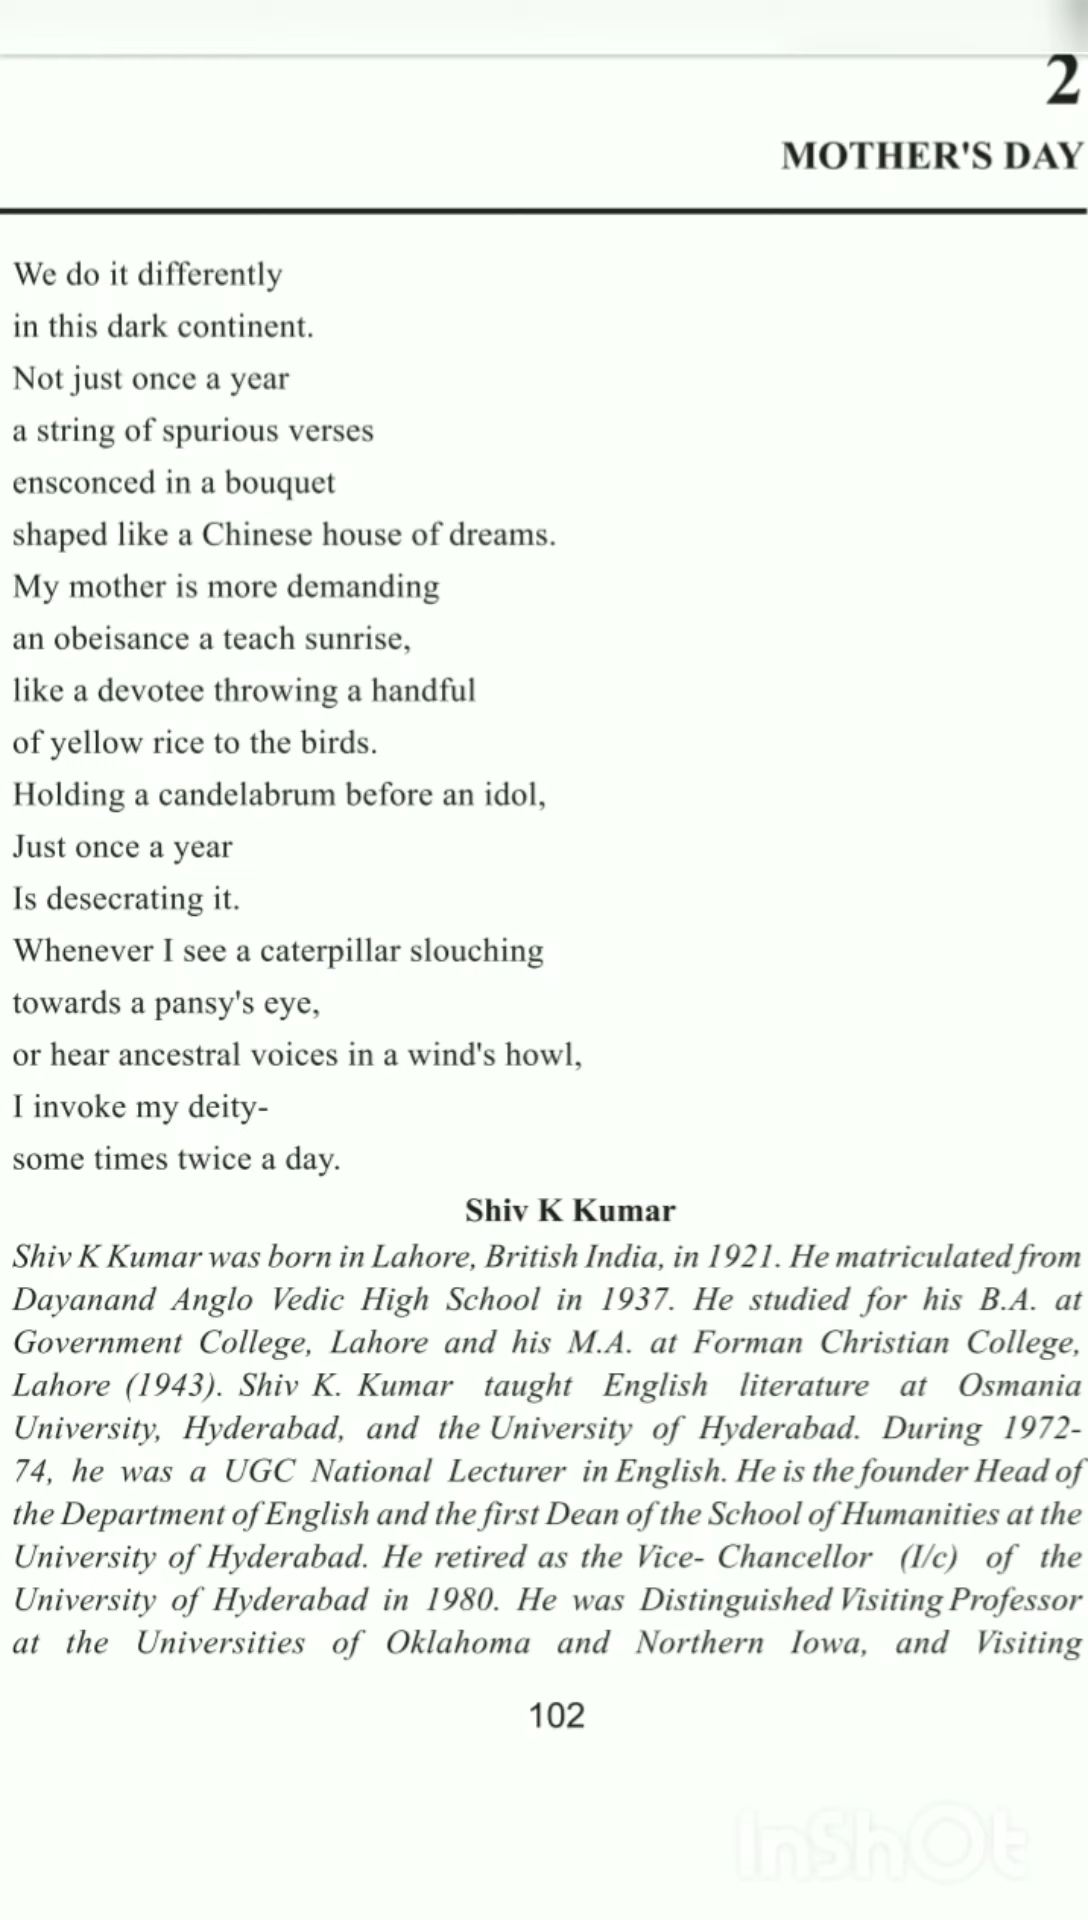 2
MOTHER'S DAY
We do it differently
in this dark continent.
Not just once a year
a string of spurious verses
ensconced in a bouquet
shaped like a Chinese house of dreams.
My mother is more demanding
an obeisance a teach sunrise,
like a devotee throwing a handful
of yellow rice to the birds.
Holding a candelabrum before an idol,
Just once a year
Is desecrating it.
Whenever I see a caterpillar slouching
towards a pansy's eye,
or hear ancestral voices in a wind's howl,
I invoke my deity-
some times twice a day.
Shiv K Kumar
Shiv K Kumar was born in Lahore, British India, in 1921. He matriculated from
Dayanand Anglo Vedic High School in 1937. He studied for his B.A. at
Government College, Lahore and his M.A. at Forman Christian College,
Lahore (1943). Shiv K. Kumar taught English literature at Osmania
University, Hyderabad, and the University of Hyderabad. During 1972-
74, he was a UGC National Lecturer in English. He is the founder Head of
the Department of English and the first Dean of the School of Humanities at the
University of Hyderabad. He retired as the Vice- Chancellor (I/c) of the
University of Hyderabad in 1980. He was Distinguished Visiting Professor
at the Universities of Oklahoma and Northern Iowa, and Visiting
102
InShOt